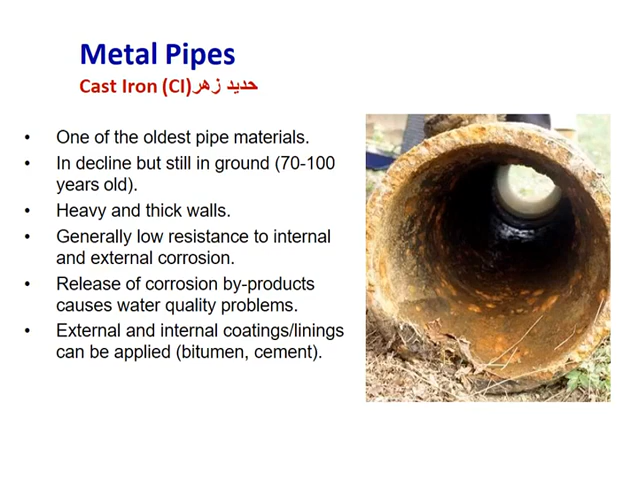 Metal Pipes
Cast Iron (CI)حديد زهر
• One of the oldest pipe materials.
• In decline but still in ground (70-100
years old).
• Heavy and thick walls.
• Generally low resistance to internal
and external corrosion.
• Release of corrosion by-products
causes water quality problems.
• External and internal coatings/linings
can be applied (bitumen, cement).